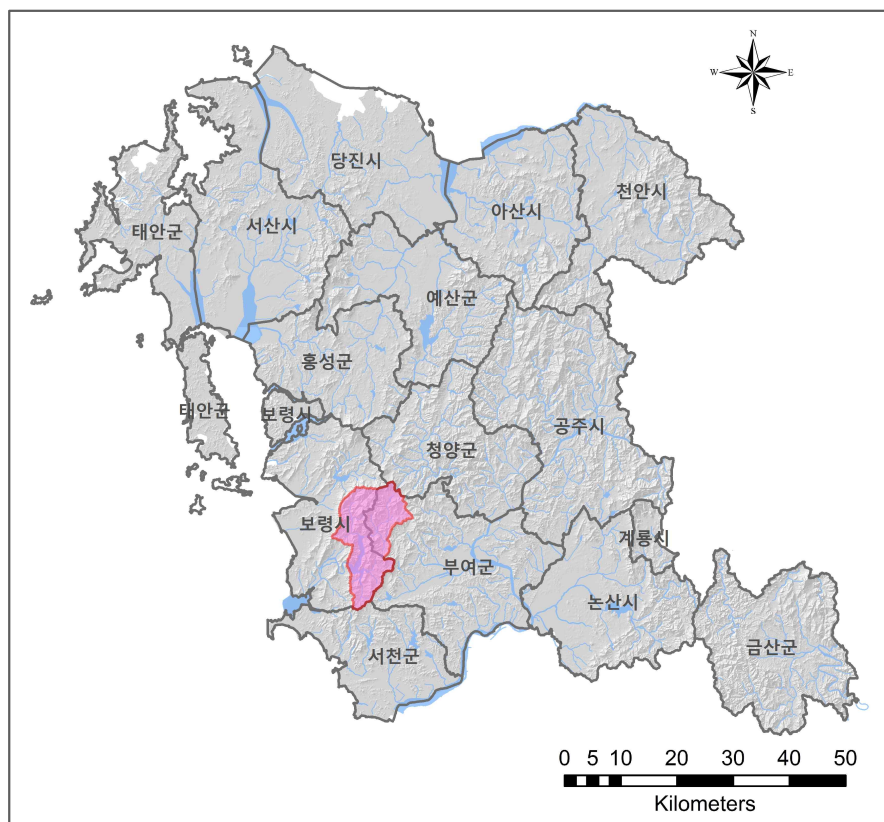 N
W E
S
당진시
아산시
천안시
태안군
서산시
예산군
홍성군
태안군
보령시
공주시
청양군
보령시
부여군
계룡시
논산시
서천군
금산군
0 5 10 20 30 40 50
Kilometers